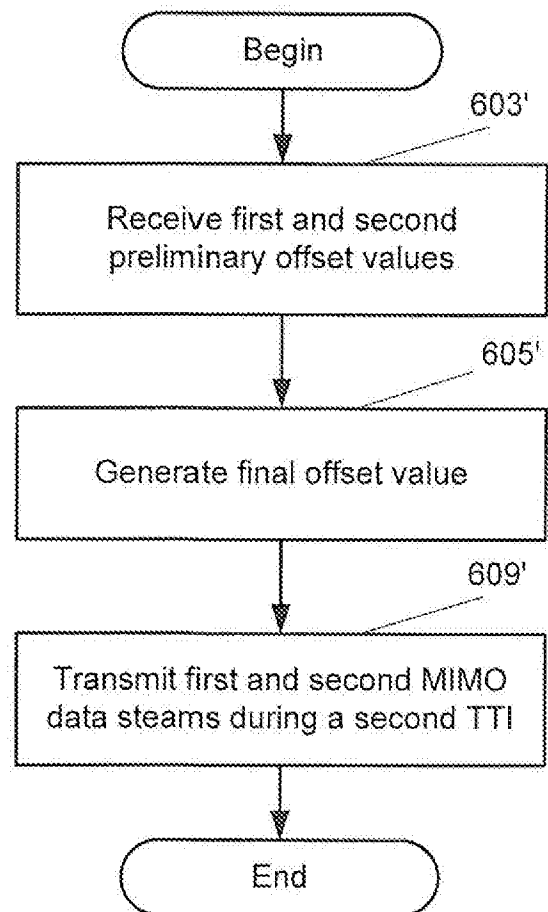 Begin
603'
Receive first and second
preliminary offset values
605'
Generate final offset value
609'
Transmit first and second MIMO
data steams during a second TTI
End